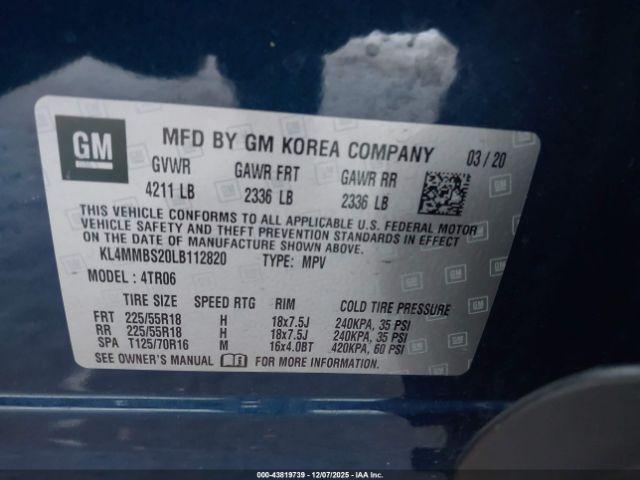 GM
MFD BY GM KOREA COMPANY 03 / 20
GVWR GAWR FRT GAWR RR
4211 LB 2336 LB 2336 LB
THIS VEHICLE CONFORMS TO ALL APPLICABLE U.S. FEDERAL MOTOR
VEHICLE SAFETY AND THEFT PREVENTION STANDARDS IN EFFECT ON THE
DATE OF MANUFACTURE SHOWN ABOVE.
KL4MMBS20LB112820 TYPE: MPV
MODEL : 4TR06
TIRE SIZE SPEED RTG RIM COLD TIRE PRESSURE
FRT 225/55R18 H 18x7.5J 240KPA, 35 PSI
RR 225/55R18 H 18x7.5J 240KPA, 35 PSI
SPA T125/70R16 M 16x4.0BT 420KPA, 60 PSI
SEE OWNER'S MANUAL FOR MORE INFORMATION.
000-43819739 - 12/07/2025 - IAA Inc.